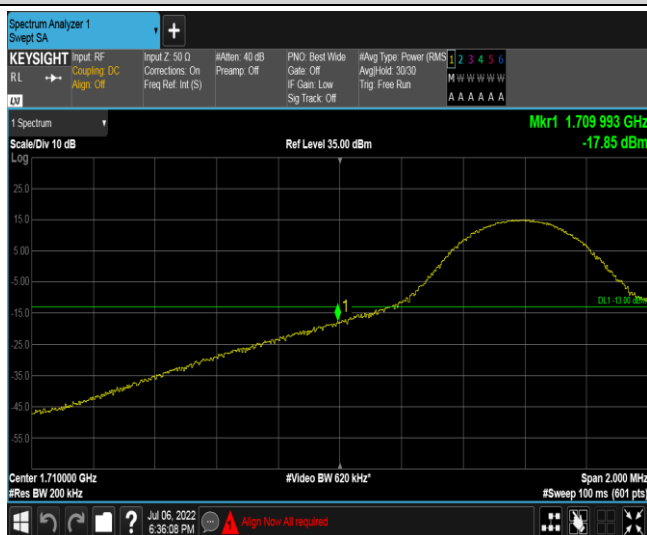 Spectrum Analyzer 1
Swept SA
+
KEYSIGHT Input: RF Input Z: 50 Ω #Atten: 40 dB PNO: Best Wide #Avg Type: Power (RMS 1 2 3 4 5 6
RL Coupling: DC Corrections: On Preamp: Off Gate: Off Avg|Hold: 30/30 M W W W W W
Align: Off Freq Ref: Int (S) IF Gain: Low Trig: Free Run
Sig Track: Off A A A A A A
1 Spectrum Mkr1 1.709 993 GHz
Scale/Div 10 dB Ref Level 35.00 dBm -17.85 dBm
Log
25.0
15.0
5.00
-5.00
DL1 -13.00 dBm
1
-15.0
-25.0
-35.0
-45.0
-55.0
Center 1.710000 GHz #Video BW 620 kHz* Span 2.000 MHz
#Res BW 200 kHz #Sweep 100 ms (601 pts)
? Jul 06, 2022 Align Now All required
6:36:08 PM